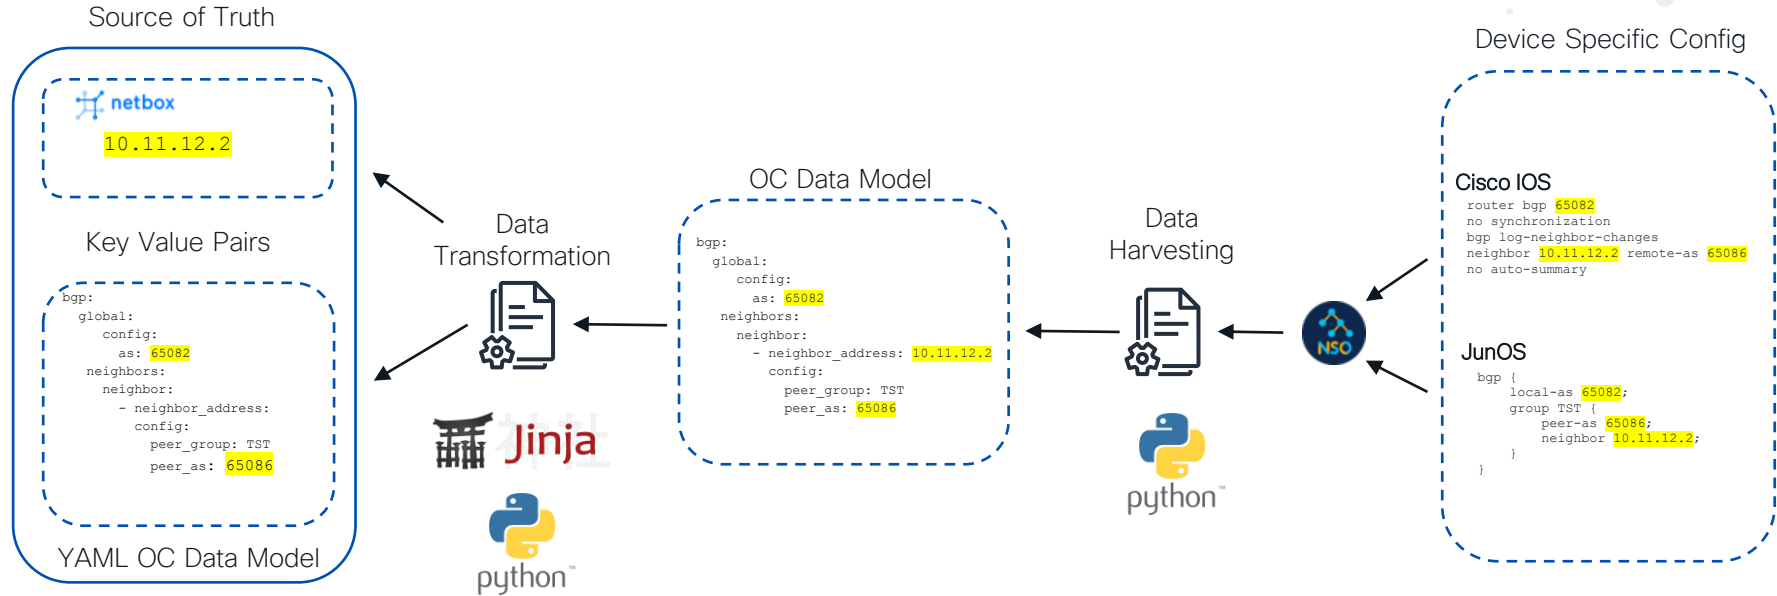 Source of Truth
netbox
10.11.12.2
Key Value Pairs
bgp:
  global:
     config:
       as: 65082
   neighbors:
     neighbor:
       - neighbor_address:
         config:
           peer_group: TST
           peer_as: 65086
YAML OC Data Model
Data
Transformation
Jinja
python™
OC Data Model
bgp:
  global:
     config:
       as: 65082
   neighbors:
     neighbor:
       - neighbor_address: 10.11.12.2
         config:
           peer_group: TST
           peer_as: 65086
Data
Harvesting
python™
NSO
Device Specific Config
Cisco IOS
router bgp 65082
no synchronization
bgp log-neighbor-changes
neighbor 10.11.12.2 remote-as 65086
no auto-summary
JunOS
bgp {
    local-as 65082;
    group TST {
        peer-as 65086;
        neighbor 10.11.12.2;
    }
}